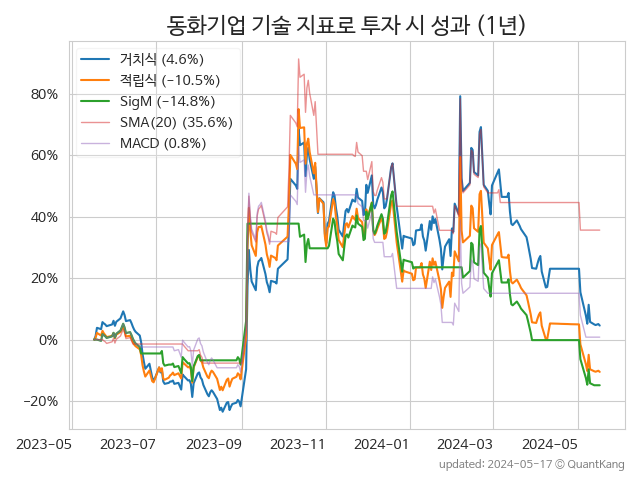 동화기업 기술 지표로 투자 시 성과 (1년)
거치식 (4.6%)
적립식 (−10.5%)
SigM (−14.8%)
SMA(20) (35.6%)
MACD (0.8%)
80%
60%
40%
20%
0%
−20%
2023-05 2023-07 2023-09 2023-11 2024-01 2024-03 2024-05
updated: 2024-05-17 © QuantKang